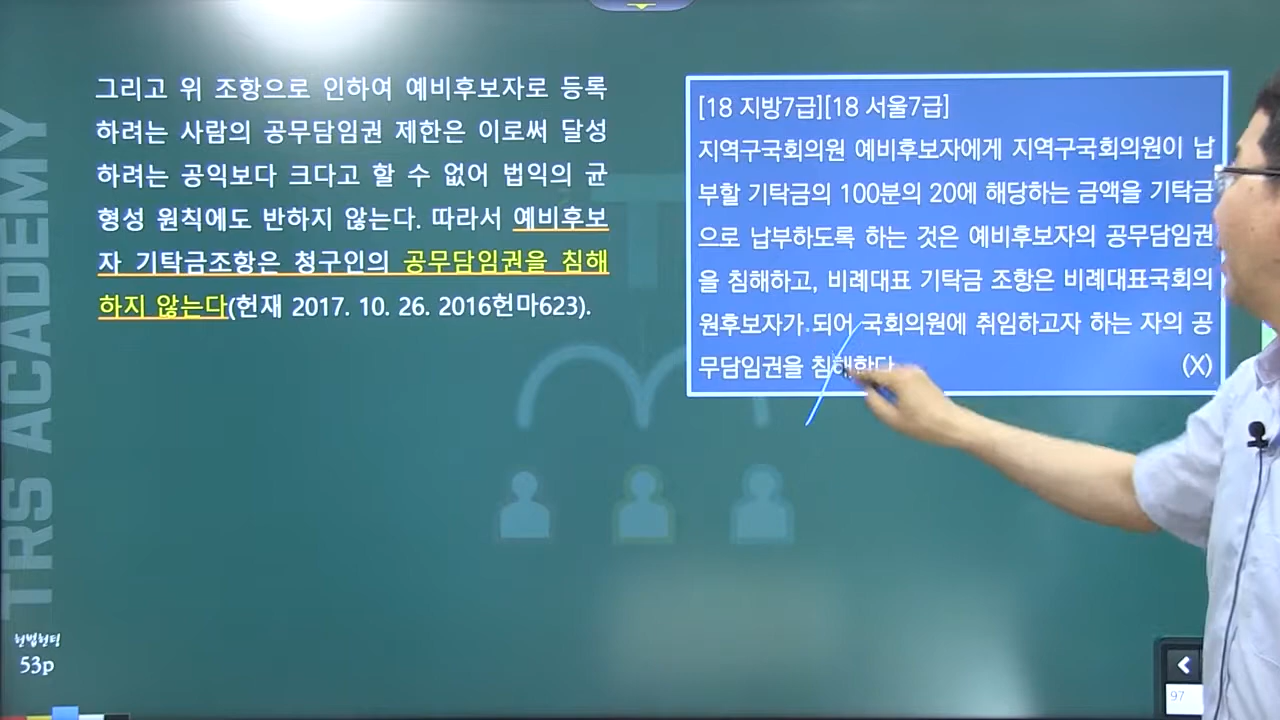 그리고 위 조항으로 인하여 예비후보자로 등록
하려는 사람의 공무담임권 제한은 이로써 달성
하려는 공익보다 크다고 할 수 없어 법익의 균
형성 원칙에도 반하지 않는다. 따라서 예비후보
자 기탁금조항은 청구인의 공무담임권을 침해
하지 않는다(헌재 2017. 10. 26. 2016헌마623).
[18 지방7급][18 서울7급]
지역구국회의원 예비후보자에게 지역구국회의원이 납
부할 기탁금의 100분의 20에 해당하는 금액을 기탁금
으로 납부하도록 하는 것은 예비후보자의 공무담임권
을 침해하고, 비례대표 기탁금 조항은 비례대표국회의
원후보자가 되어 국회의원에 취임하고자 하는 자의 공
무담임권을 침해한다 (X)
TRS ACADEMY
헌법헌팅
53p
97